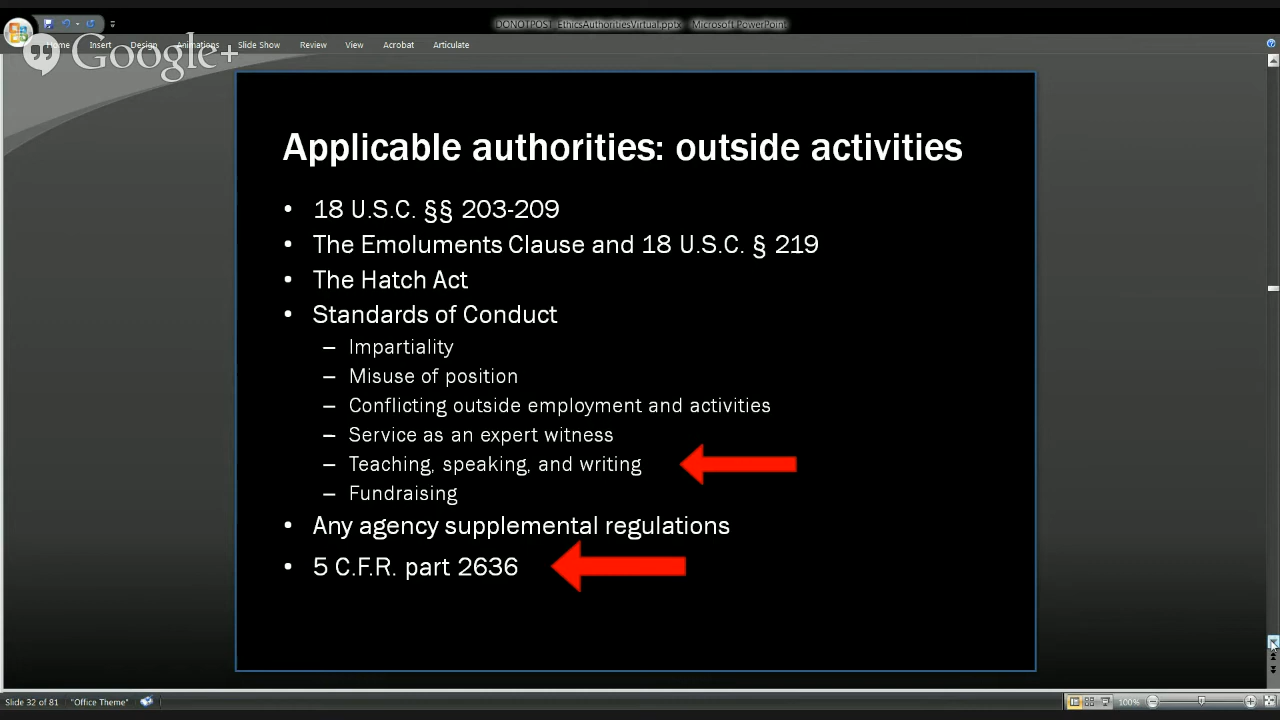 DONOTPOST_EthicsAuthoritiesVirtual.pptx - Microsoft PowerPoint
Home Insert Design Animations Slide Show Review View Acrobat Articulate
Google+
Applicable authorities: outside activities
• 18 U.S.C. §§ 203-209
• The Emoluments Clause and 18 U.S.C. § 219
• The Hatch Act
• Standards of Conduct
– Impartiality
– Misuse of position
– Conflicting outside employment and activities
– Service as an expert witness
– Teaching, speaking, and writing
– Fundraising
• Any agency supplemental regulations
• 5 C.F.R. part 2636
Slide 32 of 81 "Office Theme" 100%